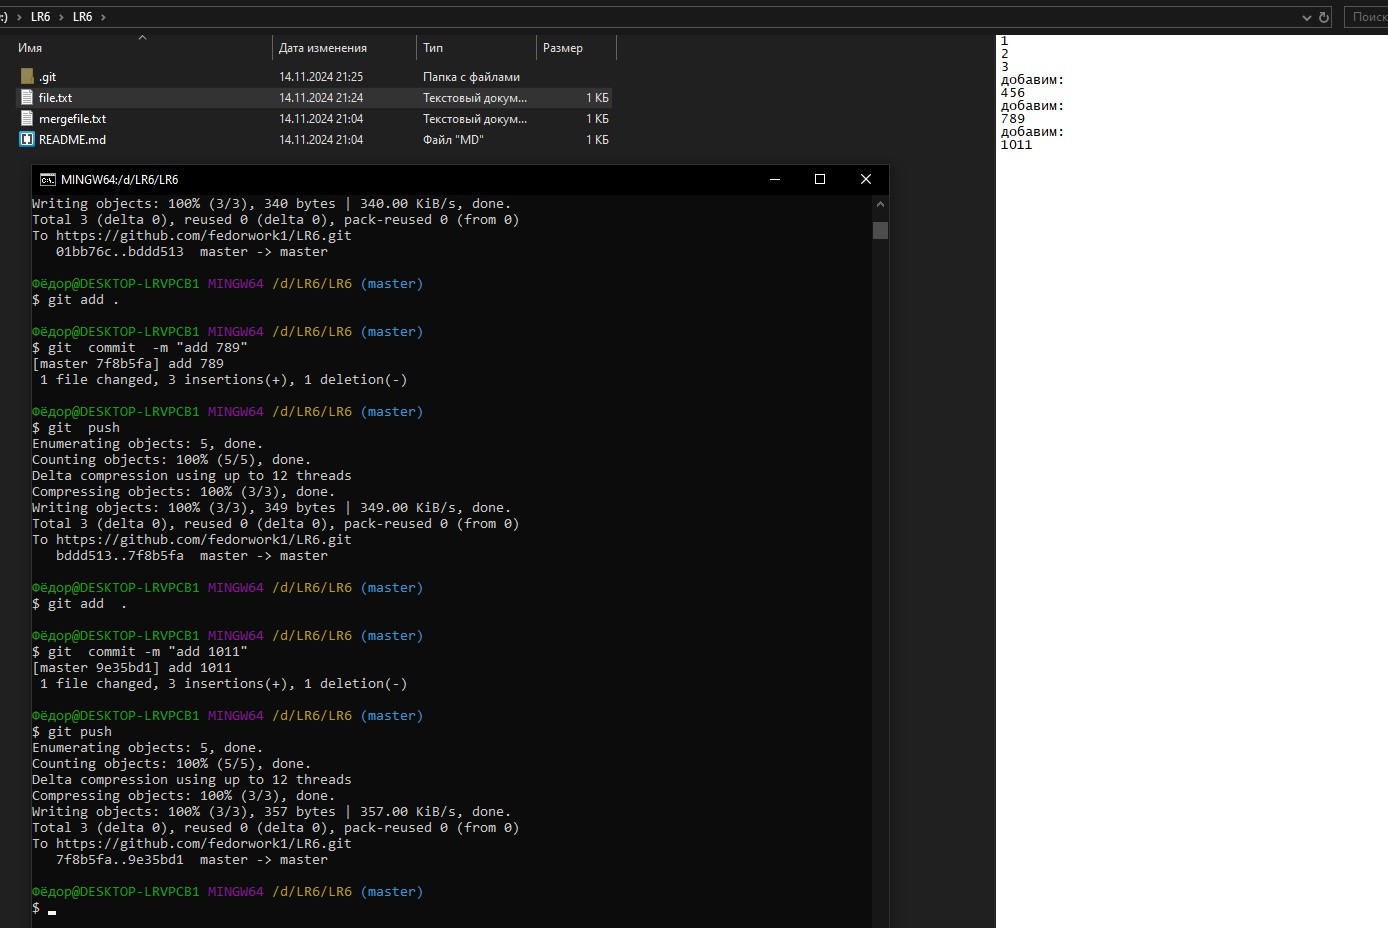 :) > LR6 > LR6 >
Поиск
Имя Дата изменения Тип Размер
.git 14.11.2024 21:25 Папка с файлами
file.txt 14.11.2024 21:24 Текстовый докум... 1 КБ
mergefile.txt 14.11.2024 21:04 Текстовый докум... 1 КБ
README.md 14.11.2024 21:04 Файл "MD" 1 КБ
MINGW64:/d/LR6/LR6
Writing objects: 100% (3/3), 340 bytes | 340.00 KiB/s, done.
Total 3 (delta 0), reused 0 (delta 0), pack-reused 0 (from 0)
To https://github.com/fedorwork1/LR6.git
   01bb76c..bddd513  master -> master
Фёдор@DESKTOP-LRVPCB1 MINGW64 /d/LR6/LR6 (master)
$ git add .
Фёдор@DESKTOP-LRVPCB1 MINGW64 /d/LR6/LR6 (master)
$ git  commit  -m "add 789"
[master 7f8b5fa] add 789
 1 file changed, 3 insertions(+), 1 deletion(-)
Фёдор@DESKTOP-LRVPCB1 MINGW64 /d/LR6/LR6 (master)
$ git  push
Enumerating objects: 5, done.
Counting objects: 100% (5/5), done.
Delta compression using up to 12 threads
Compressing objects: 100% (3/3), done.
Writing objects: 100% (3/3), 349 bytes | 349.00 KiB/s, done.
Total 3 (delta 0), reused 0 (delta 0), pack-reused 0 (from 0)
To https://github.com/fedorwork1/LR6.git
   bddd513..7f8b5fa  master -> master
Фёдор@DESKTOP-LRVPCB1 MINGW64 /d/LR6/LR6 (master)
$ git add  .
Фёдор@DESKTOP-LRVPCB1 MINGW64 /d/LR6/LR6 (master)
$ git  commit -m "add 1011"
[master 9e35bd1] add 1011
 1 file changed, 3 insertions(+), 1 deletion(-)
Фёдор@DESKTOP-LRVPCB1 MINGW64 /d/LR6/LR6 (master)
$ git push
Enumerating objects: 5, done.
Counting objects: 100% (5/5), done.
Delta compression using up to 12 threads
Compressing objects: 100% (3/3), done.
Writing objects: 100% (3/3), 357 bytes | 357.00 KiB/s, done.
Total 3 (delta 0), reused 0 (delta 0), pack-reused 0 (from 0)
To https://github.com/fedorwork1/LR6.git
   7f8b5fa..9e35bd1  master -> master
Фёдор@DESKTOP-LRVPCB1 MINGW64 /d/LR6/LR6 (master)
$
1
2
3
добавим:
456
добавим:
789
добавим:
1011